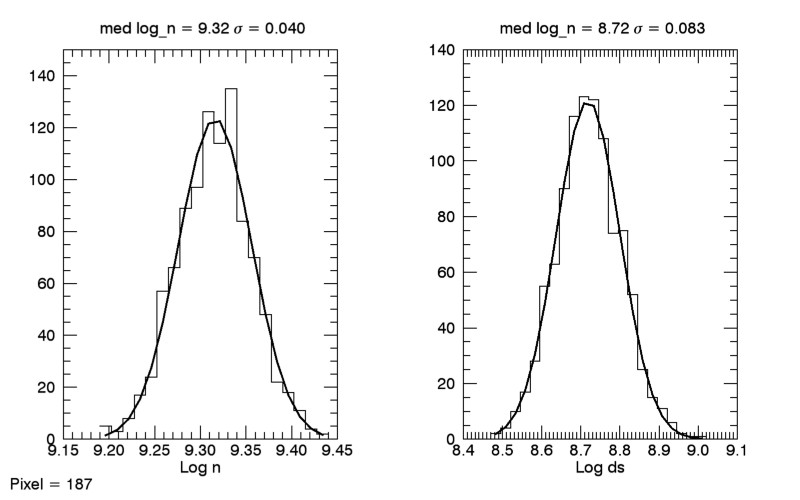 med log_n = 9.32 σ = 0.040
med log_n = 8.72 σ = 0.083
140
120
100
80
60
40
20
0
9.15 9.20 9.25 9.30 9.35 9.40 9.45
Log n
140
120
100
80
60
40
20
0
8.4 8.5 8.6 8.7 8.8 8.9 9.0 9.1
Log ds
Pixel = 187